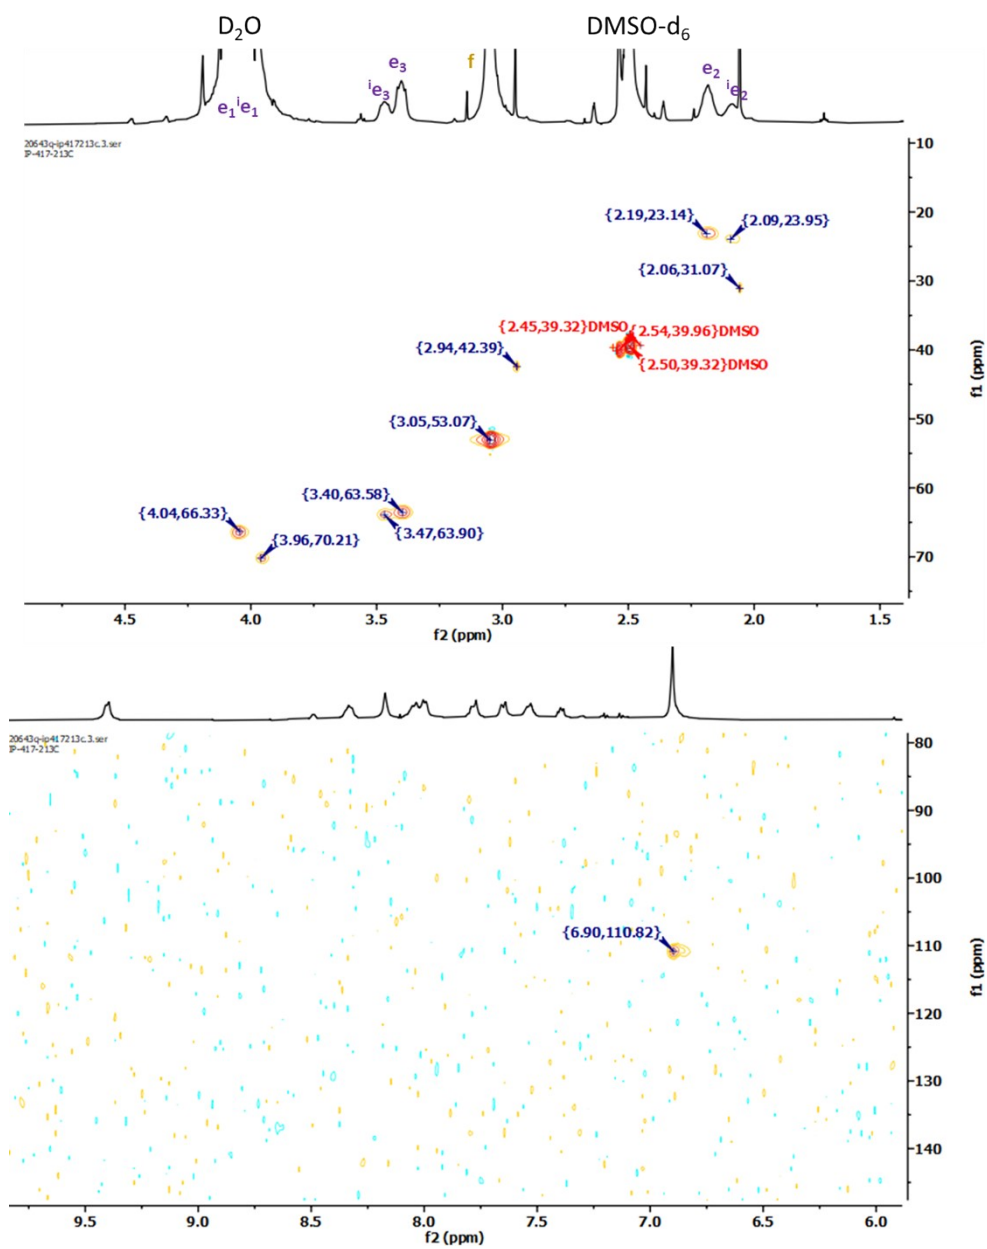 D₂O DMSO-d₆
e₁ ⁱe₁ ⁱe₃ e₃ f e₂ ⁱe₂
20643q-ip417213c.3.ser
IP-417-213C
10
20
30
40
50
60
70
f1 (ppm)
{2.19,23.14}
{2.09,23.95}
{2.06,31.07}
{2.45,39.32}DMSO
{2.54,39.96}DMSO
{2.50,39.32}DMSO
{2.94,42.39}
{3.05,53.07}
{3.40,63.58}
{3.47,63.90}
{4.04,66.33}
{3.96,70.21}
4.5 4.0 3.5 3.0 2.5 2.0 1.5
f2 (ppm)
20643q-ip417213c.3.ser
IP-417-213C
80
90
100
110
120
130
140
f1 (ppm)
{6.90,110.82}
9.5 9.0 8.5 8.0 7.5 7.0 6.5 6.0
f2 (ppm)